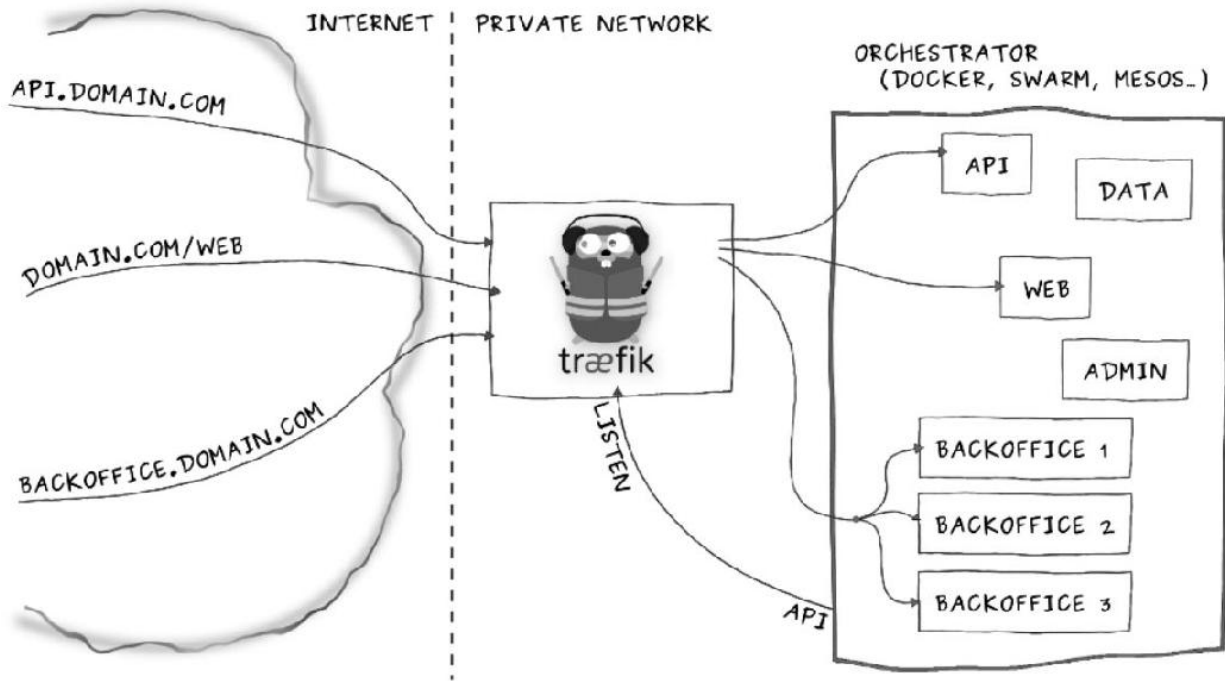 INTERNET
PRIVATE NETWORK
ORCHESTRATOR
(DOCKER, SWARM, MESOS…)
API.DOMAIN.COM
API
DATA
DOMAIN.COM/WEB
WEB
træfik
ADMIN
LISTEN
BACKOFFICE.DOMAIN.COM
BACKOFFICE 1
BACKOFFICE 2
BACKOFFICE 3
API